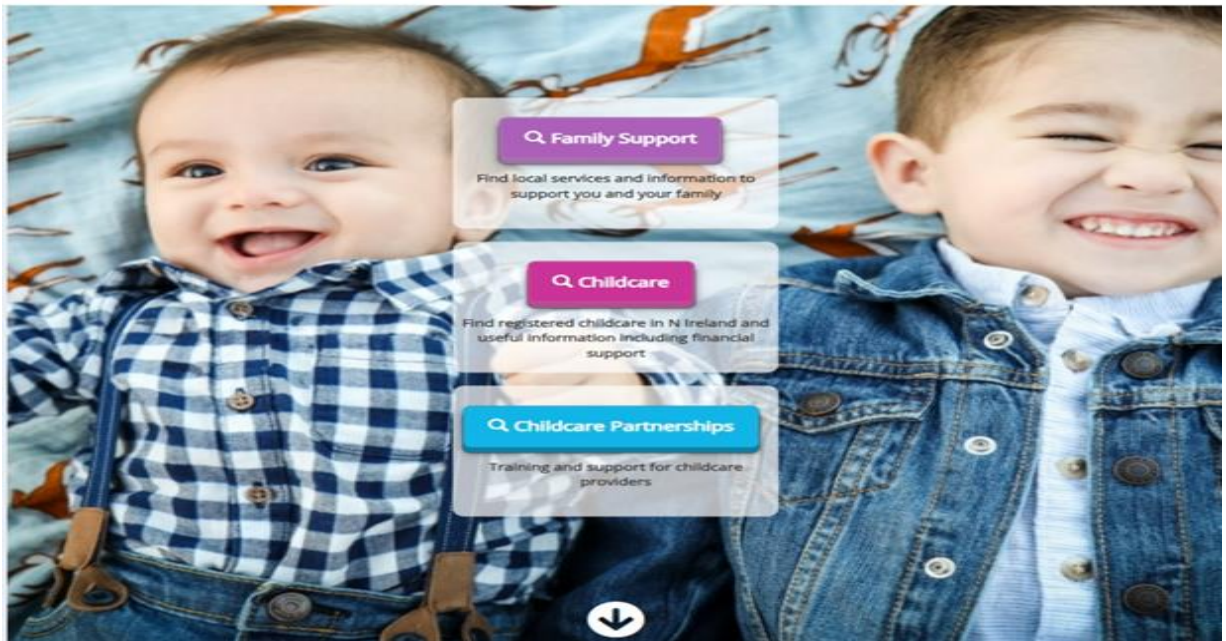 Family Support
Find local services and information to
support you and your family
Childcare
Find registered childcare in N Ireland and
useful information including financial
support
Childcare Partnerships
Training and support for childcare
providers